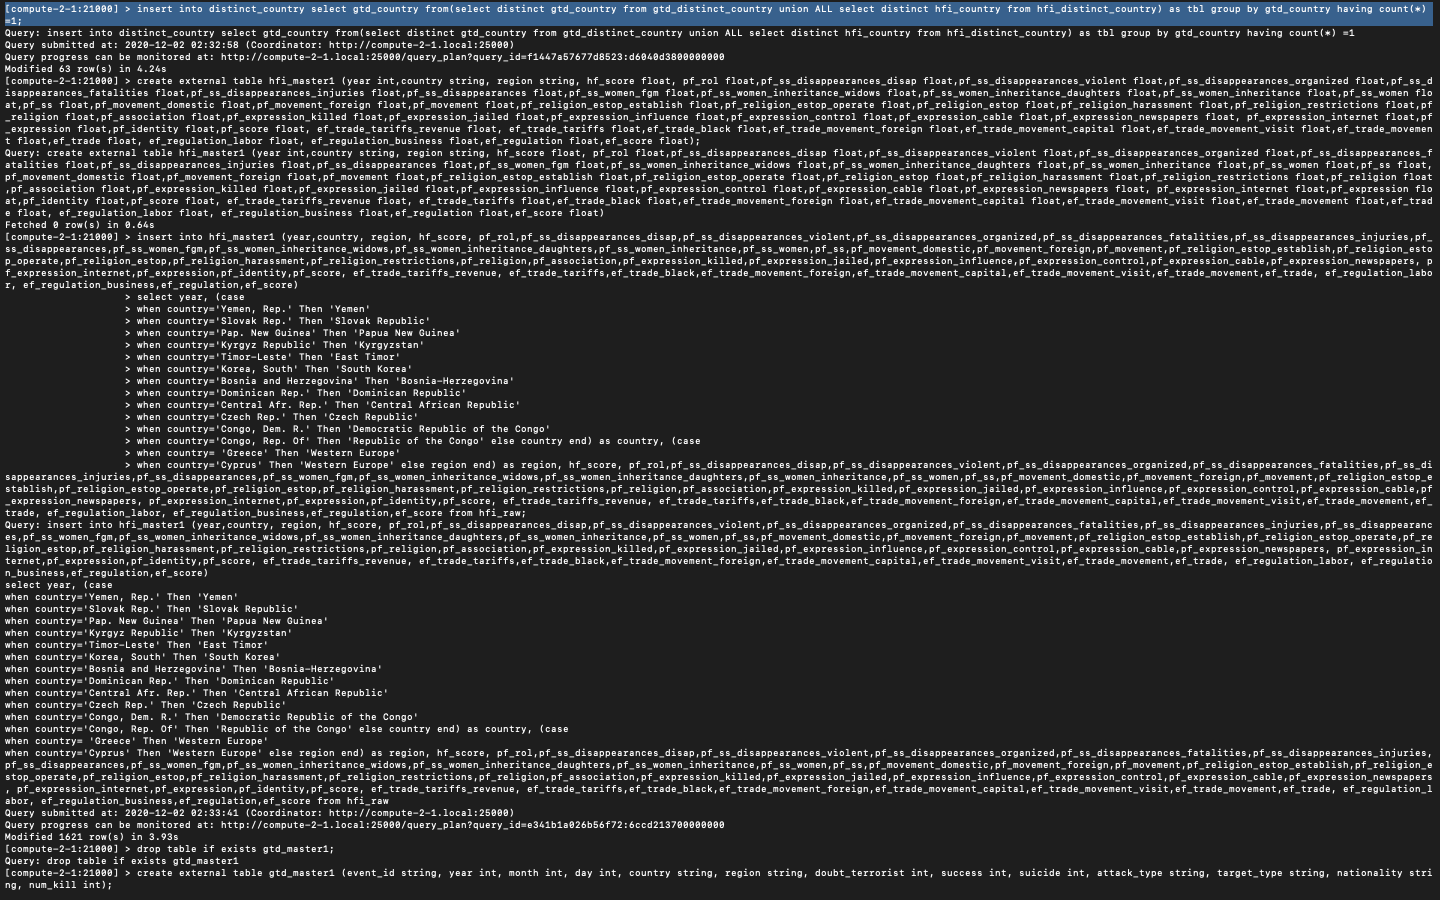 [compute-2-1:21000] > insert into distinct_country select gtd_country from(select distinct gtd_country from gtd_distinct_country union ALL select distinct hfi_country from hfi_distinct_country) as tbl group by gtd_country having count(*)
=1;
Query: insert into distinct_country select gtd_country from(select distinct gtd_country from gtd_distinct_country union ALL select distinct hfi_country from hfi_distinct_country) as tbl group by gtd_country having count(*) =1
Query submitted at: 2020-12-02 02:32:58 (Coordinator: http://compute-2-1.local:25000)
Query progress can be monitored at: http://compute-2-1.local:25000/query_plan?query_id=f1447a57677d8523:d6040d3800000000
Modified 63 row(s) in 4.24s
[compute-2-1:21000] > create external table hfi_master1 (year int,country string, region string, hf_score float, pf_rol float,pf_ss_disappearances_disap float,pf_ss_disappearances_violent float,pf_ss_disappearances_organized float,pf_ss_d
isappearances_fatalities float,pf_ss_disappearances_injuries float,pf_ss_disappearances float,pf_ss_women_fgm float,pf_ss_women_inheritance_widows float,pf_ss_women_inheritance_daughters float,pf_ss_women_inheritance float,pf_ss_women flo
at,pf_ss float,pf_movement_domestic float,pf_movement_foreign float,pf_movement float,pf_religion_estop_establish float,pf_religion_estop_operate float,pf_religion_estop float,pf_religion_harassment float,pf_religion_restrictions float,pf
_religion float,pf_association float,pf_expression_killed float,pf_expression_jailed float,pf_expression_influence float,pf_expression_control float,pf_expression_cable float,pf_expression_newspapers float, pf_expression_internet float,pf
_expression float,pf_identity float,pf_score float, ef_trade_tariffs_revenue float, ef_trade_tariffs float,ef_trade_black float,ef_trade_movement_foreign float,ef_trade_movement_capital float,ef_trade_movement_visit float,ef_trade_movemen
t float,ef_trade float, ef_regulation_labor float, ef_regulation_business float,ef_regulation float,ef_score float);
Query: create external table hfi_master1 (year int,country string, region string, hf_score float, pf_rol float,pf_ss_disappearances_disap float,pf_ss_disappearances_violent float,pf_ss_disappearances_organized float,pf_ss_disappearances_f
atalities float,pf_ss_disappearances_injuries float,pf_ss_disappearances float,pf_ss_women_fgm float,pf_ss_women_inheritance_widows float,pf_ss_women_inheritance_daughters float,pf_ss_women_inheritance float,pf_ss_women float,pf_ss float,
pf_movement_domestic float,pf_movement_foreign float,pf_movement float,pf_religion_estop_establish float,pf_religion_estop_operate float,pf_religion_estop float,pf_religion_harassment float,pf_religion_restrictions float,pf_religion float
,pf_association float,pf_expression_killed float,pf_expression_jailed float,pf_expression_influence float,pf_expression_control float,pf_expression_cable float,pf_expression_newspapers float, pf_expression_internet float,pf_expression flo
at,pf_identity float,pf_score float, ef_trade_tariffs_revenue float, ef_trade_tariffs float,ef_trade_black float,ef_trade_movement_foreign float,ef_trade_movement_capital float,ef_trade_movement_visit float,ef_trade_movement float,ef_trad
e float, ef_regulation_labor float, ef_regulation_business float,ef_regulation float,ef_score float)
Fetched 0 row(s) in 0.64s
[compute-2-1:21000] > insert into hfi_master1 (year,country, region, hf_score, pf_rol,pf_ss_disappearances_disap,pf_ss_disappearances_violent,pf_ss_disappearances_organized,pf_ss_disappearances_fatalities,pf_ss_disappearances_injuries,pf_
ss_disappearances,pf_ss_women_fgm,pf_ss_women_inheritance_widows,pf_ss_women_inheritance_daughters,pf_ss_women_inheritance,pf_ss_women,pf_ss,pf_movement_domestic,pf_movement_foreign,pf_movement,pf_religion_estop_establish,pf_religion_esto
p_operate,pf_religion_estop,pf_religion_harassment,pf_religion_restrictions,pf_religion,pf_association,pf_expression_killed,pf_expression_jailed,pf_expression_influence,pf_expression_control,pf_expression_cable,pf_expression_newspapers, p
f_expression_internet,pf_expression,pf_identity,pf_score, ef_trade_tariffs_revenue, ef_trade_tariffs,ef_trade_black,ef_trade_movement_foreign,ef_trade_movement_capital,ef_trade_movement_visit,ef_trade_movement,ef_trade, ef_regulation_labo
r, ef_regulation_business,ef_regulation,ef_score)
> select year, (case
> when country='Yemen, Rep.' Then 'Yemen'
> when country='Slovak Rep.' Then 'Slovak Republic'
> when country='Pap. New Guinea' Then 'Papua New Guinea'
> when country='Kyrgyz Republic' Then 'Kyrgyzstan'
> when country='Timor-Leste' Then 'East Timor'
> when country='Korea, South' Then 'South Korea'
> when country='Bosnia and Herzegovina' Then 'Bosnia-Herzegovina'
> when country='Dominican Rep.' Then 'Dominican Republic'
> when country='Central Afr. Rep.' Then 'Central African Republic'
> when country='Czech Rep.' Then 'Czech Republic'
> when country='Congo, Dem. R.' Then 'Democratic Republic of the Congo'
> when country='Congo, Rep. Of' Then 'Republic of the Congo' else country end) as country, (case
> when country= 'Greece' Then 'Western Europe'
> when country='Cyprus' Then 'Western Europe' else region end) as region, hf_score, pf_rol,pf_ss_disappearances_disap,pf_ss_disappearances_violent,pf_ss_disappearances_organized,pf_ss_disappearances_fatalities,pf_ss_di
sappearances_injuries,pf_ss_disappearances,pf_ss_women_fgm,pf_ss_women_inheritance_widows,pf_ss_women_inheritance_daughters,pf_ss_women_inheritance,pf_ss_women,pf_ss,pf_movement_domestic,pf_movement_foreign,pf_movement,pf_religion_estop_e
stablish,pf_religion_estop_operate,pf_religion_estop,pf_religion_harassment,pf_religion_restrictions,pf_religion,pf_association,pf_expression_killed,pf_expression_jailed,pf_expression_influence,pf_expression_control,pf_expression_cable,pf
_expression_newspapers, pf_expression_internet,pf_expression,pf_identity,pf_score, ef_trade_tariffs_revenue, ef_trade_tariffs,ef_trade_black,ef_trade_movement_foreign,ef_trade_movement_capital,ef_trade_movement_visit,ef_trade_movement,ef_
trade, ef_regulation_labor, ef_regulation_business,ef_regulation,ef_score from hfi_raw;
Query: insert into hfi_master1 (year,country, region, hf_score, pf_rol,pf_ss_disappearances_disap,pf_ss_disappearances_violent,pf_ss_disappearances_organized,pf_ss_disappearances_fatalities,pf_ss_disappearances_injuries,pf_ss_disappearanc
es,pf_ss_women_fgm,pf_ss_women_inheritance_widows,pf_ss_women_inheritance_daughters,pf_ss_women_inheritance,pf_ss_women,pf_ss,pf_movement_domestic,pf_movement_foreign,pf_movement,pf_religion_estop_establish,pf_religion_estop_operate,pf_re
ligion_estop,pf_religion_harassment,pf_religion_restrictions,pf_religion,pf_association,pf_expression_killed,pf_expression_jailed,pf_expression_influence,pf_expression_control,pf_expression_cable,pf_expression_newspapers, pf_expression_in
ternet,pf_expression,pf_identity,pf_score, ef_trade_tariffs_revenue, ef_trade_tariffs,ef_trade_black,ef_trade_movement_foreign,ef_trade_movement_capital,ef_trade_movement_visit,ef_trade_movement,ef_trade, ef_regulation_labor, ef_regulatio
n_business,ef_regulation,ef_score)
select year, (case
when country='Yemen, Rep.' Then 'Yemen'
when country='Slovak Rep.' Then 'Slovak Republic'
when country='Pap. New Guinea' Then 'Papua New Guinea'
when country='Kyrgyz Republic' Then 'Kyrgyzstan'
when country='Timor-Leste' Then 'East Timor'
when country='Korea, South' Then 'South Korea'
when country='Bosnia and Herzegovina' Then 'Bosnia-Herzegovina'
when country='Dominican Rep.' Then 'Dominican Republic'
when country='Central Afr. Rep.' Then 'Central African Republic'
when country='Czech Rep.' Then 'Czech Republic'
when country='Congo, Dem. R.' Then 'Democratic Republic of the Congo'
when country='Congo, Rep. Of' Then 'Republic of the Congo' else country end) as country, (case
when country= 'Greece' Then 'Western Europe'
when country='Cyprus' Then 'Western Europe' else region end) as region, hf_score, pf_rol,pf_ss_disappearances_disap,pf_ss_disappearances_violent,pf_ss_disappearances_organized,pf_ss_disappearances_fatalities,pf_ss_disappearances_injuries,
pf_ss_disappearances,pf_ss_women_fgm,pf_ss_women_inheritance_widows,pf_ss_women_inheritance_daughters,pf_ss_women_inheritance,pf_ss_women,pf_ss,pf_movement_domestic,pf_movement_foreign,pf_movement,pf_religion_estop_establish,pf_religion_e
stop_operate,pf_religion_estop,pf_religion_harassment,pf_religion_restrictions,pf_religion,pf_association,pf_expression_killed,pf_expression_jailed,pf_expression_influence,pf_expression_control,pf_expression_cable,pf_expression_newspapers
, pf_expression_internet,pf_expression,pf_identity,pf_score, ef_trade_tariffs_revenue, ef_trade_tariffs,ef_trade_black,ef_trade_movement_foreign,ef_trade_movement_capital,ef_trade_movement_visit,ef_trade_movement,ef_trade, ef_regulation_l
abor, ef_regulation_business,ef_regulation,ef_score from hfi_raw
Query submitted at: 2020-12-02 02:33:41 (Coordinator: http://compute-2-1.local:25000)
Query progress can be monitored at: http://compute-2-1.local:25000/query_plan?query_id=e341b1a026b56f72:6ccd213700000000
Modified 1621 row(s) in 3.93s
[compute-2-1:21000] > drop table if exists gtd_master1;
Query: drop table if exists gtd_master1
[compute-2-1:21000] > create external table gtd_master1 (event_id string, year int, month int, day int, country string, region string, doubt_terrorist int, success int, suicide int, attack_type string, target_type string, nationality stri
ng, num_kill int);